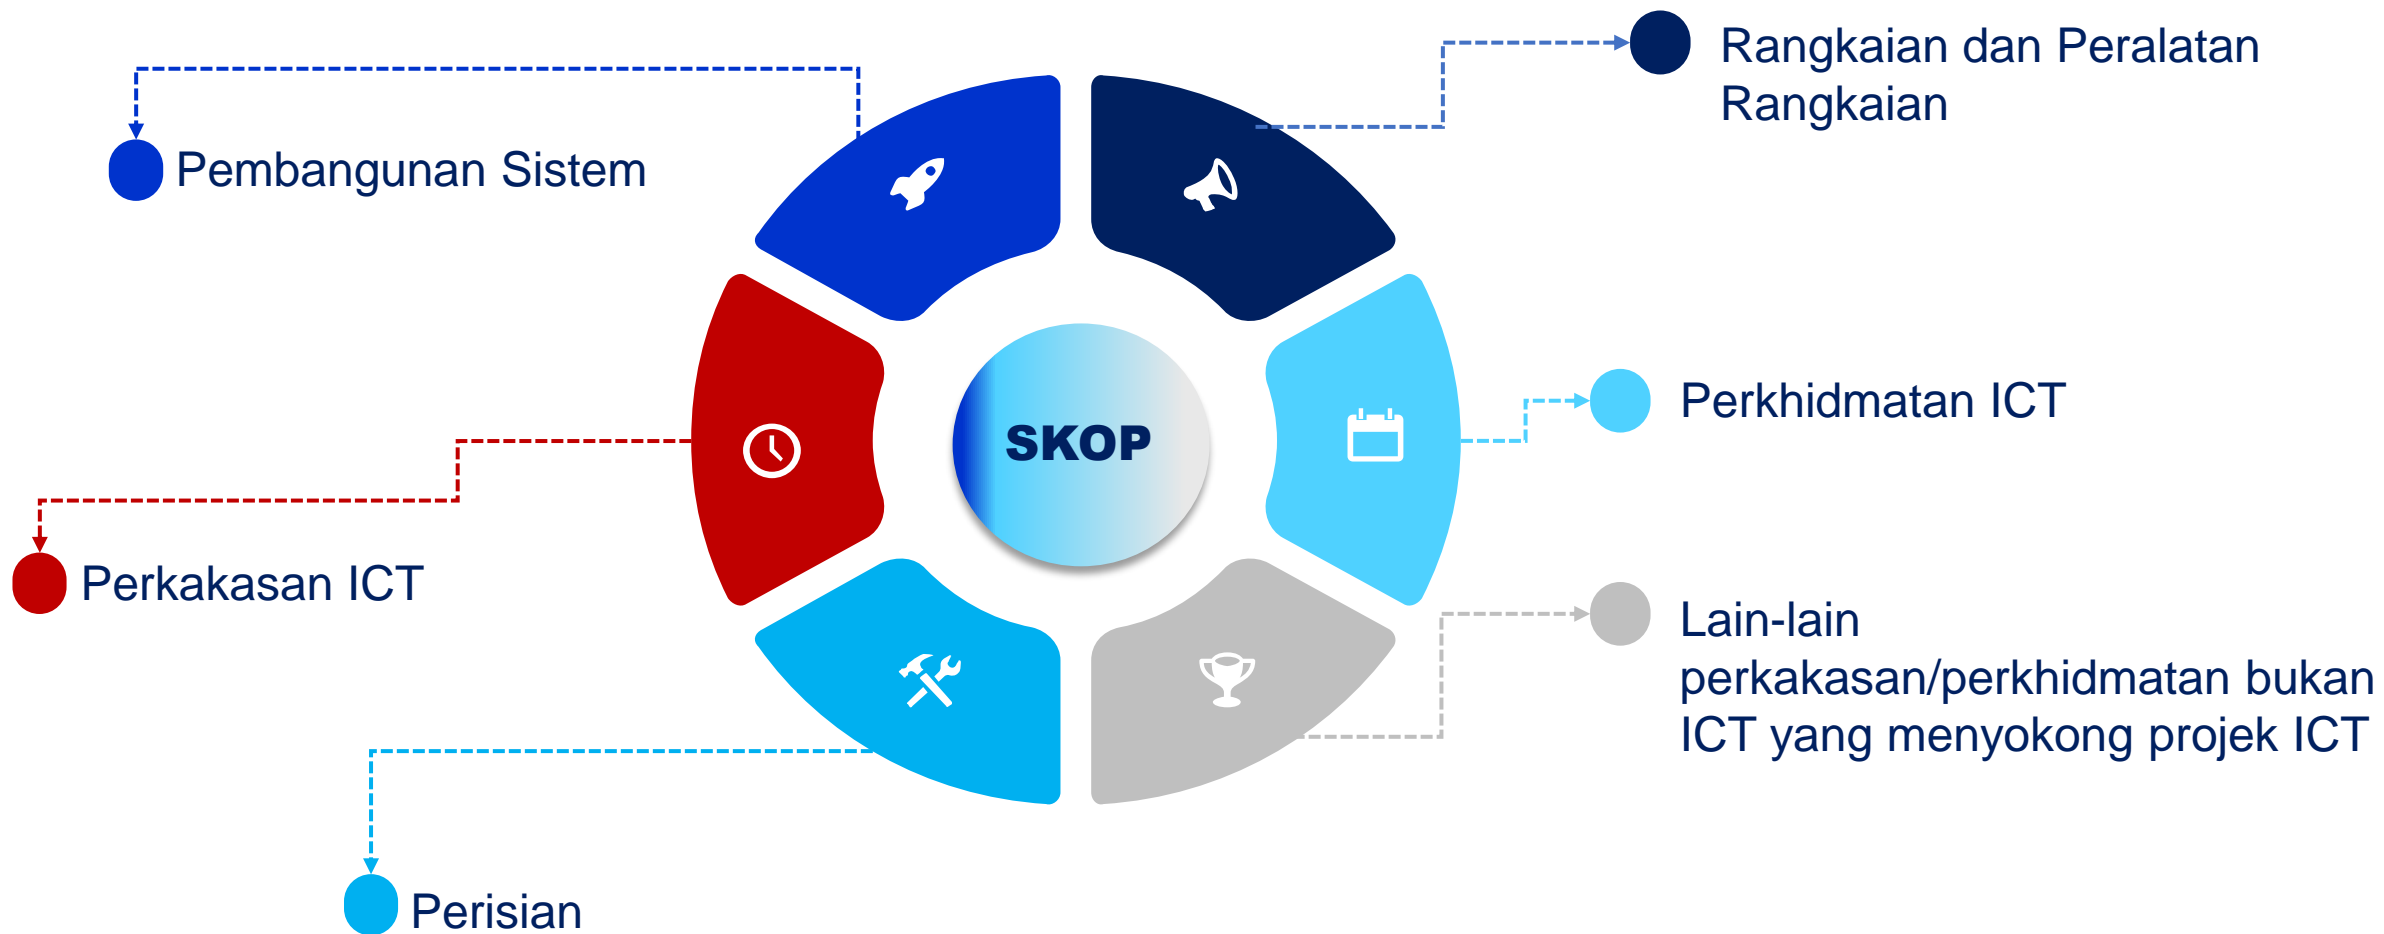 Rangkaian dan Peralatan
Rangkaian
Pembangunan Sistem
Perkhidmatan ICT
SKOP
Perkakasan ICT
Lain-lain
perkakasan/perkhidmatan bukan
ICT yang menyokong projek ICT
Perisian